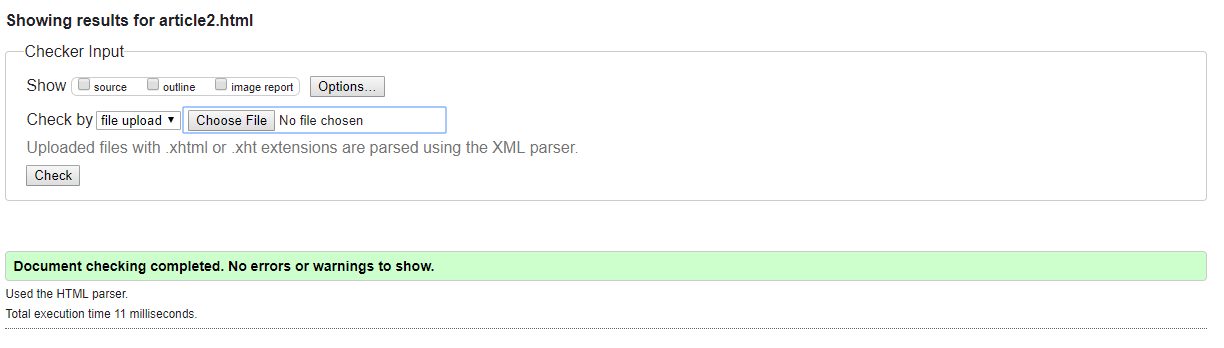 Showing results for article2.html
Checker Input
Show source outline image report Options...
Check by file upload Choose File No file chosen
Uploaded files with .xhtml or .xht extensions are parsed using the XML parser.
Check
Document checking completed. No errors or warnings to show.
Used the HTML parser.
Total execution time 11 milliseconds.